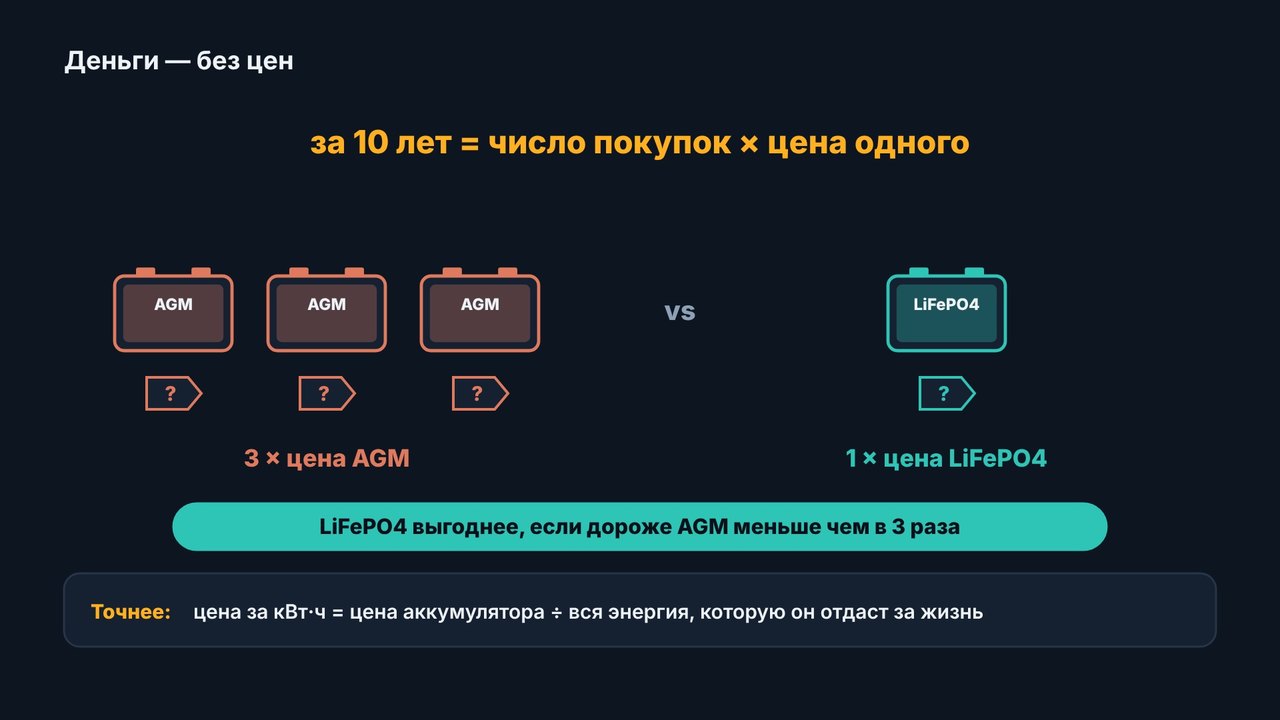 Деньги — без цен
за 10 лет = число покупок × цена одного
AGM
AGM
AGM
vs
LiFePO4
?
?
?
?
3 × цена AGM
1 × цена LiFePO4
LiFePO4 выгоднее, если дороже AGM меньше чем в 3 раза
Точнее: цена за кВт·ч = цена аккумулятора ÷ вся энергия, которую он отдаст за жизнь